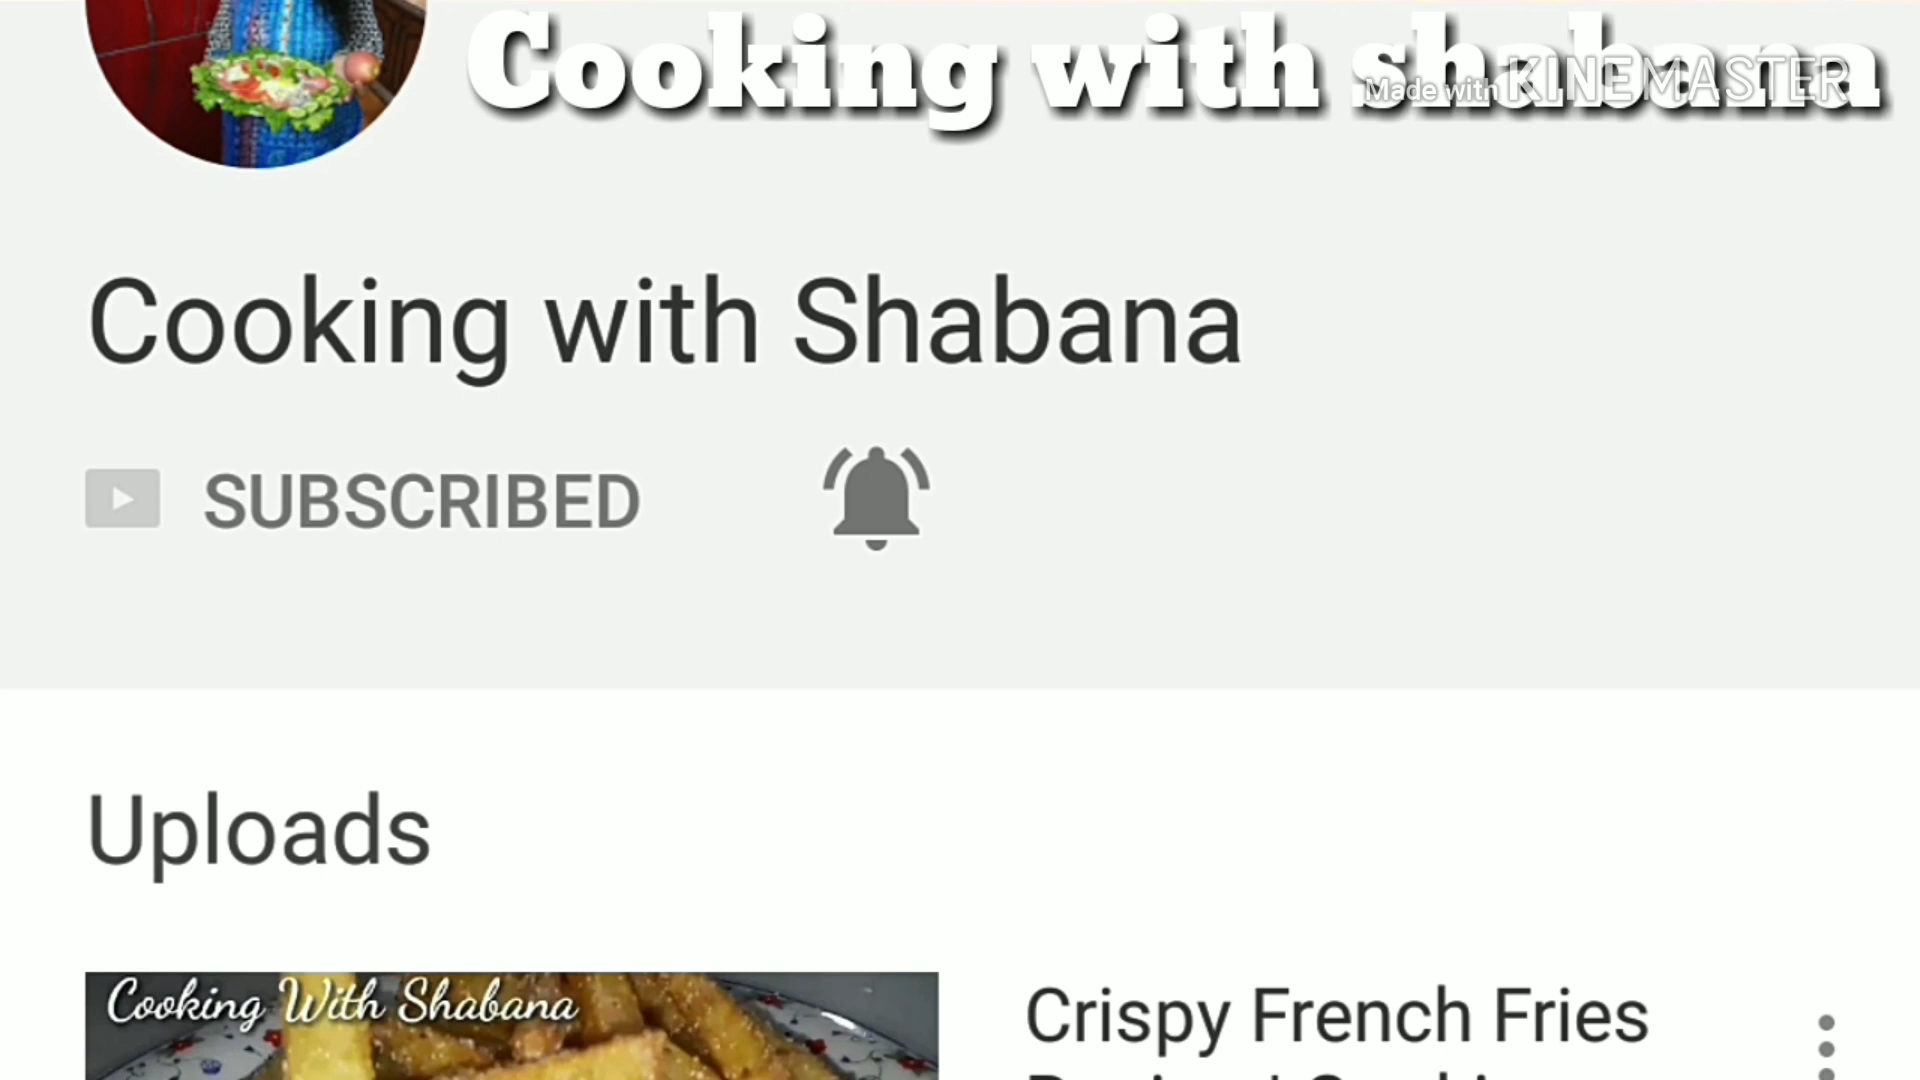 Cooking with shabana
Made with KINEMASTER
Cooking with Shabana
SUBSCRIBED
Uploads
Cooking With Shabana
Crispy French Fries